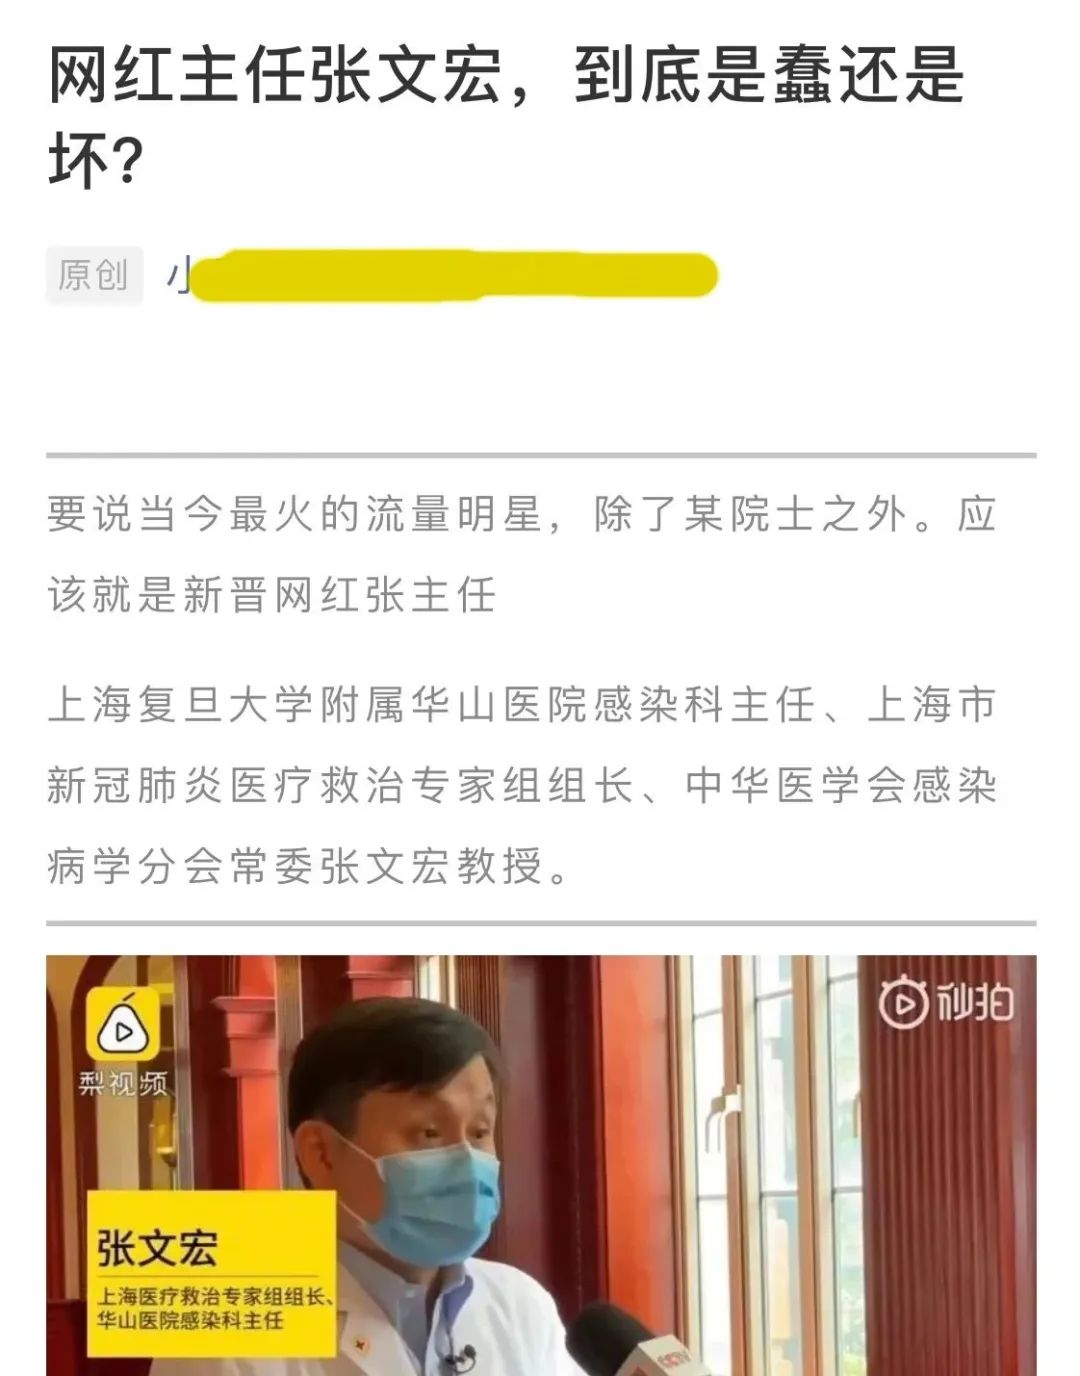 网红主任张文宏，到底是蠢还是
坏?
原创 小
要说当今最火的流量明星，除了某院士之外。应
该就是新晋网红张主任
上海复旦大学附属华山医院感染科主任、上海市
新冠肺炎医疗救治专家组组长、中华医学会感染
病学分会常委张文宏教授。
秒拍
梨视频
张文宏
上海医疗救治专家组组长、
华山医院感染科主任
CCTV